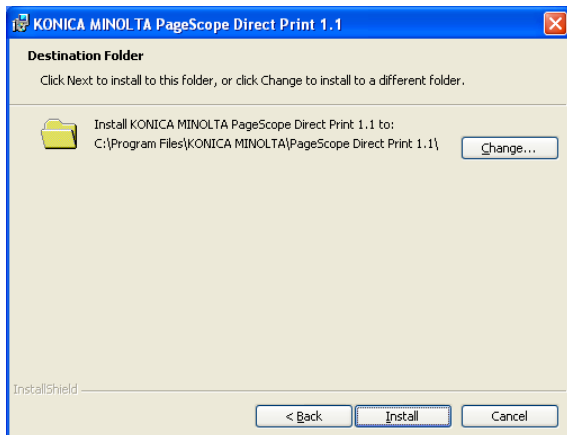 KONICA MINOLTA PageScope Direct Print 1.1
Destination Folder
Click Next to install to this folder, or click Change to install to a different folder.
Install KONICA MINOLTA PageScope Direct Print 1.1 to:
C:\Program Files\KONICA MINOLTA\PageScope Direct Print 1.1\
Change...
InstallShield
< Back
Install
Cancel